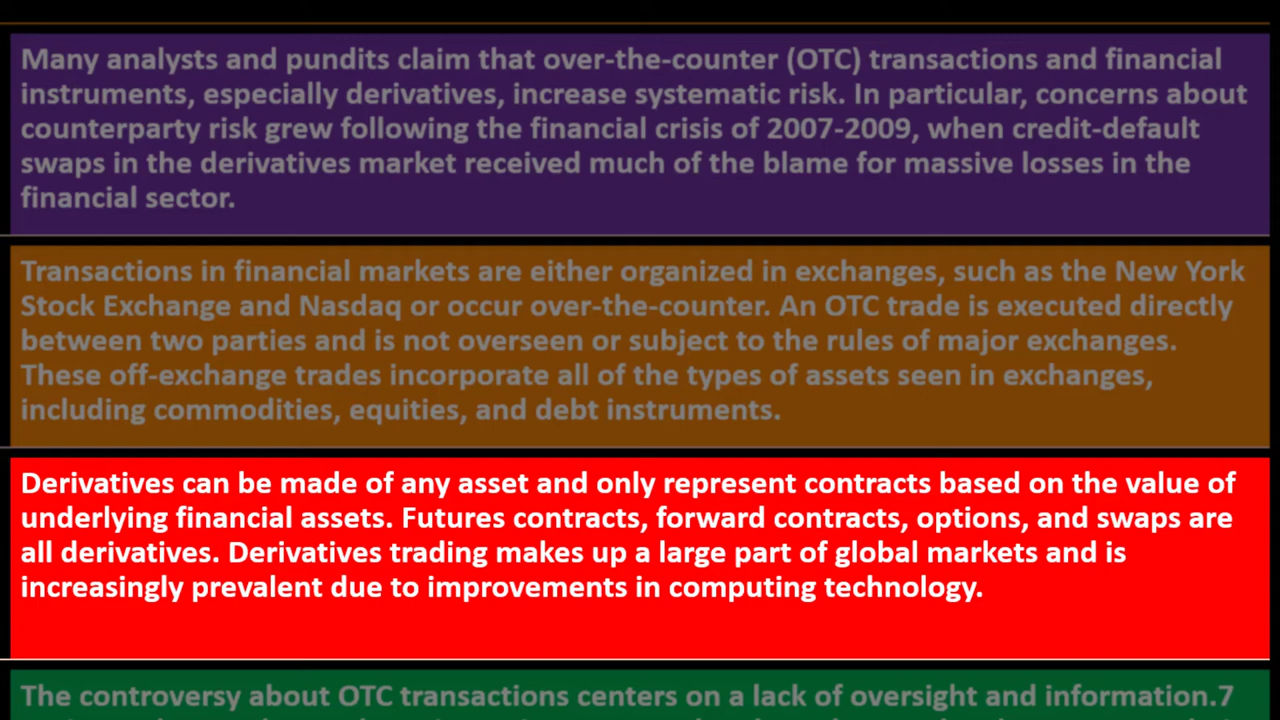 Many analysts and pundits claim that over-the-counter (OTC) transactions and financial
instruments, especially derivatives, increase systematic risk. In particular, concerns about
counterparty risk grew following the financial crisis of 2007-2009, when credit-default
swaps in the derivatives market received much of the blame for massive losses in the
financial sector.
Transactions in financial markets are either organized in exchanges, such as the New York
Stock Exchange and Nasdaq or occur over-the-counter. An OTC trade is executed directly
between two parties and is not overseen or subject to the rules of major exchanges.
These off-exchange trades incorporate all of the types of assets seen in exchanges,
including commodities, equities, and debt instruments.
Derivatives can be made of any asset and only represent contracts based on the value of
underlying financial assets. Futures contracts, forward contracts, options, and swaps are
all derivatives. Derivatives trading makes up a large part of global markets and is
increasingly prevalent due to improvements in computing technology.
The controversy about OTC transactions centers on a lack of oversight and information.7